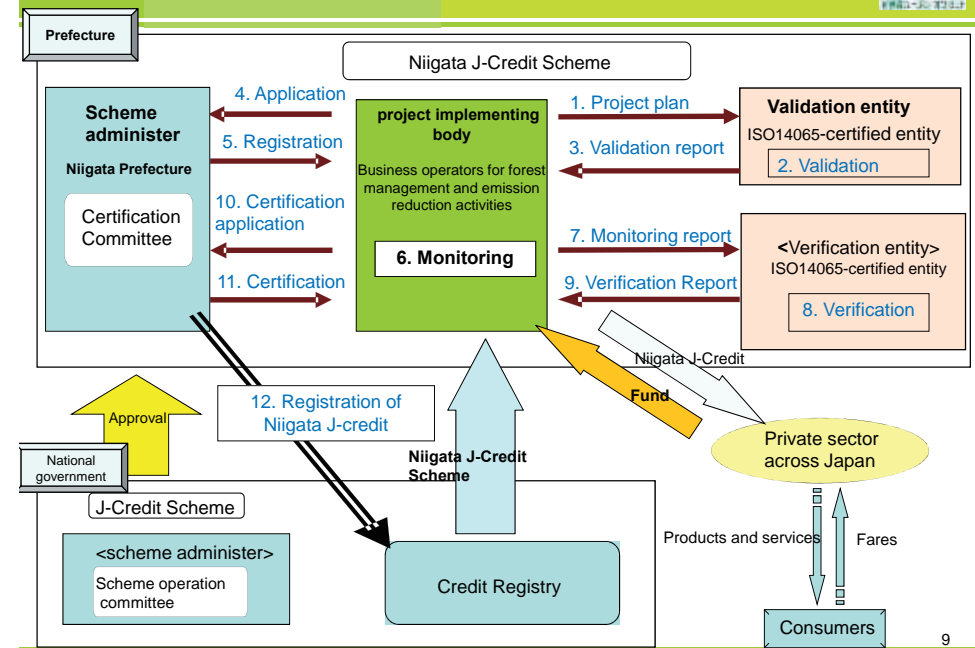 Prefecture
Niigata J-Credit Scheme
Scheme
administer
Niigata Prefecture
Certification
Committee
4. Application
5. Registration
10. Certification
application
11. Certification
project implementing
body
Business operators for forest
management and emission
reduction activities
6. Monitoring
1. Project plan
3. Validation report
7. Monitoring report
9. Verification Report
Validation entity
ISO14065-certified entity
2. Validation
<Verification entity>
ISO14065-certified entity
8. Verification
Niigata J-Credit
Fund
Approval
12. Registration of
Niigata J-credit
Niigata J-Credit
Scheme
Private sector
across Japan
National
government
J-Credit Scheme
<scheme administer>
Scheme operation
committee
Credit Registry
Products and services
Fares
Consumers
9